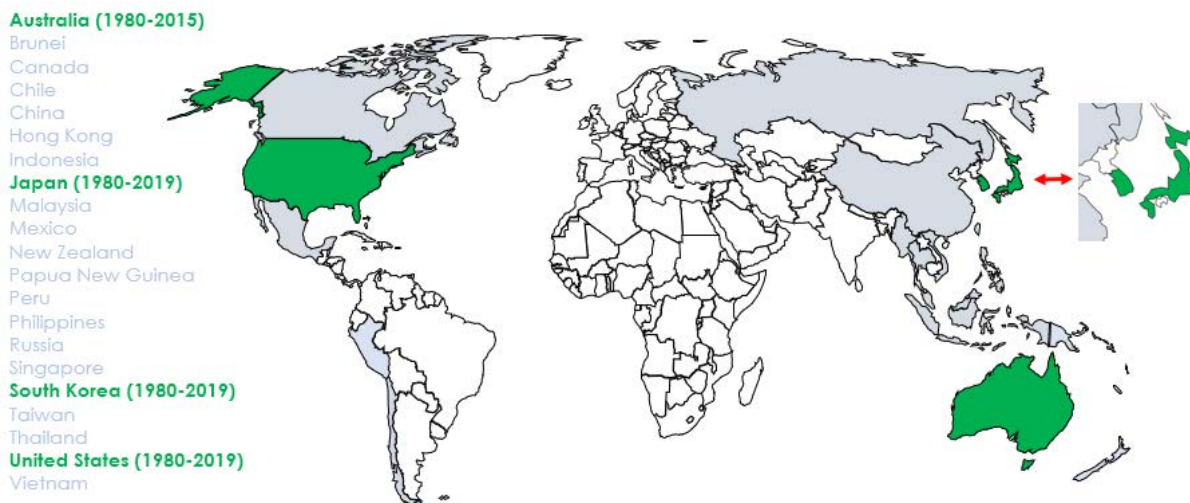 Australia (1980-2015)
Brunei
Canada
Chile
China
Hong Kong
Indonesia
Japan (1980-2019)
Malaysia
Mexico
New Zealand
Papua New Guinea
Peru
Philippines
Russia
Singapore
South Korea (1980-2019)
Taiwan
Thailand
United States (1980-2019)
Vietnam